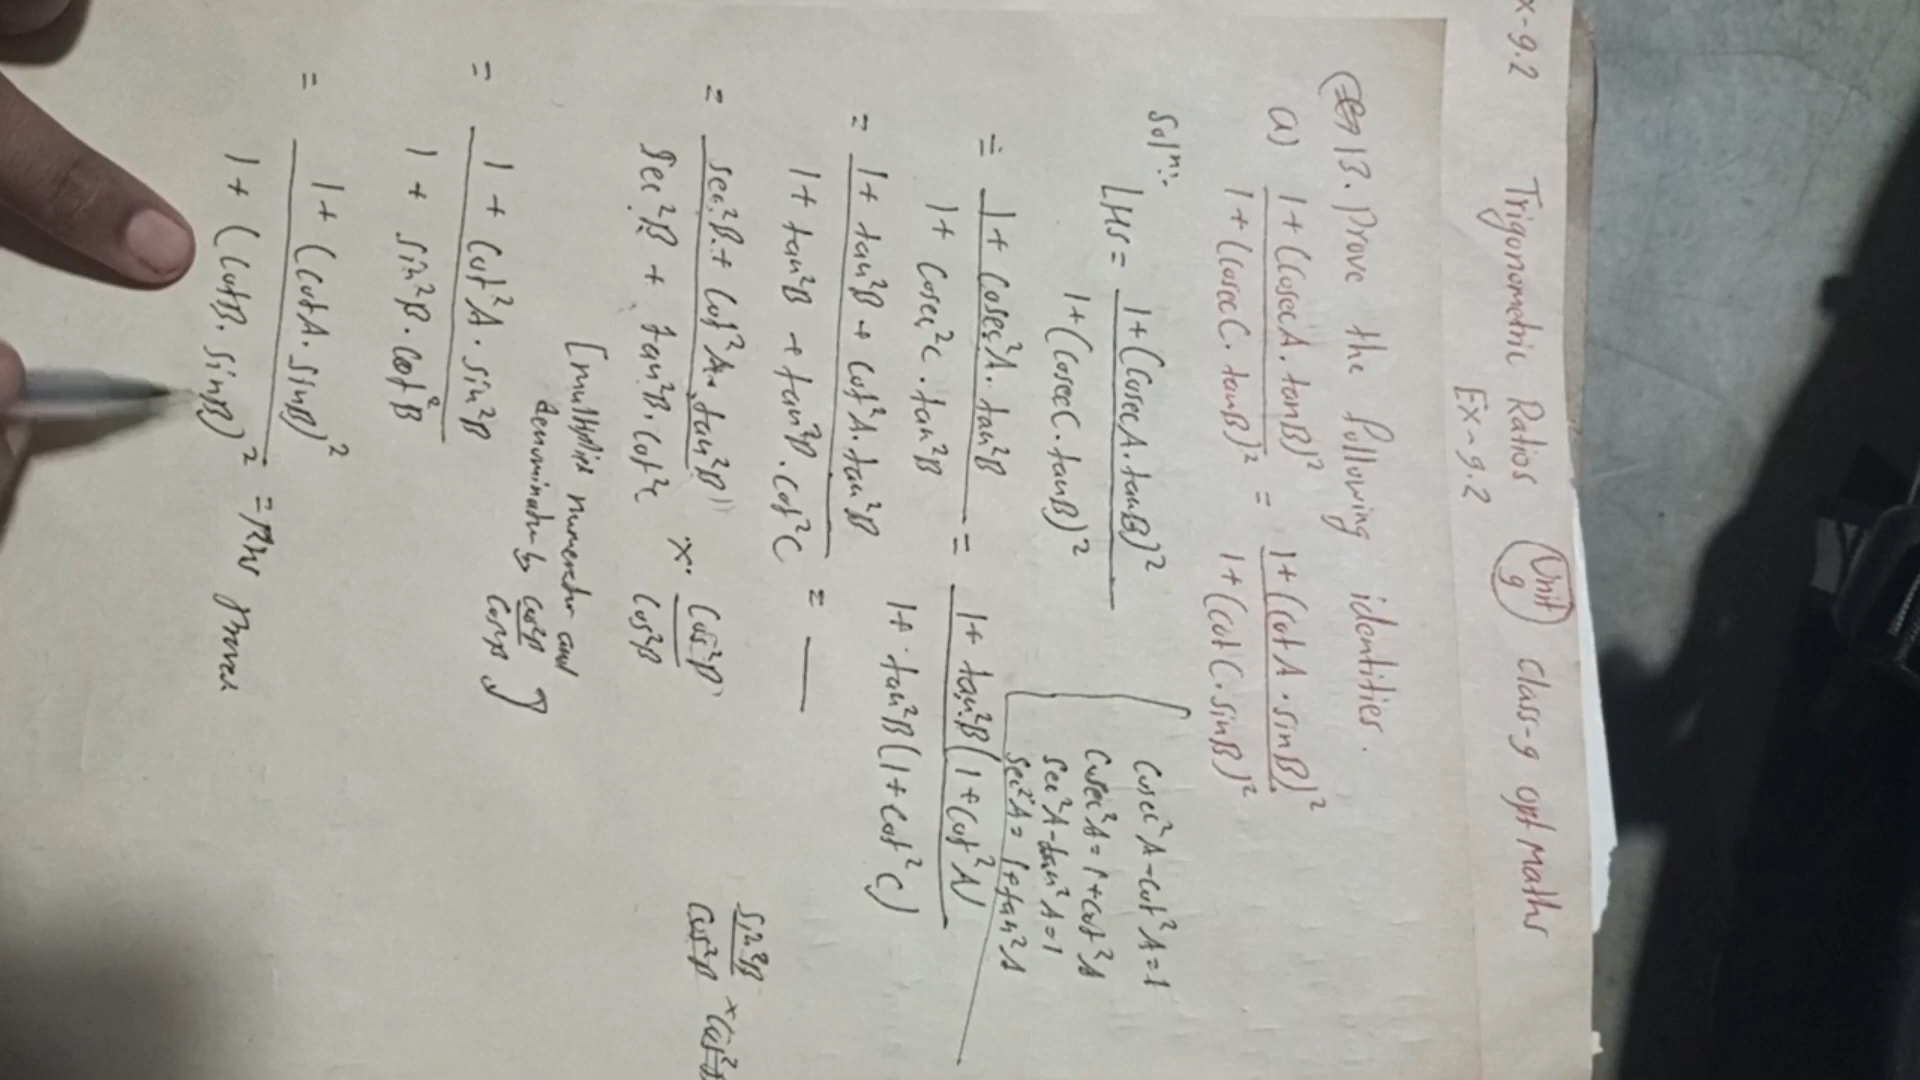 x-9.2 Trigonometric Ratios Unit 9 class-9 opt Maths
Ex-9.2
13. Prove the following identities.
a) 1+(CosecA.tanB)² / 1+(CosecC.tanB)² = 1+(CotA.sinB)² / 1+(CotC.sinB)²
Solⁿ:
LHS = 1+(CosecA.tanB)² / 1+(CosecC.tanB)²
Cosec²A-cot²A=1
Cosec²A=1+cot²A
Sec²A-tan²A=1
Sec²A=1+tan²A
= 1+ Cosec²A.tan²B / 1+ Cosec²C.tan²B = 1+ tan²B(1+Cot²A) / 1+ tan²B(1+Cot²C)
= 1+ tan²B + Cot²A.tan²B / 1+ tan²B + tan²B.Cot²C =
= Sec²B + Cot²A.tan²B / Sec²B + tan²B.Cot²C × Cos²B / Cos²B
Sin²B / Cos²B × Cos²B
[multiplied numerator and
denuminator by Cos²B / Cos²B]
= 1 + Cot²A.sin²B / 1 + sin²B.Cot²B
= 1+ (CotA.sinB)² / 1+ (CotB.sinB)² = RHS proved